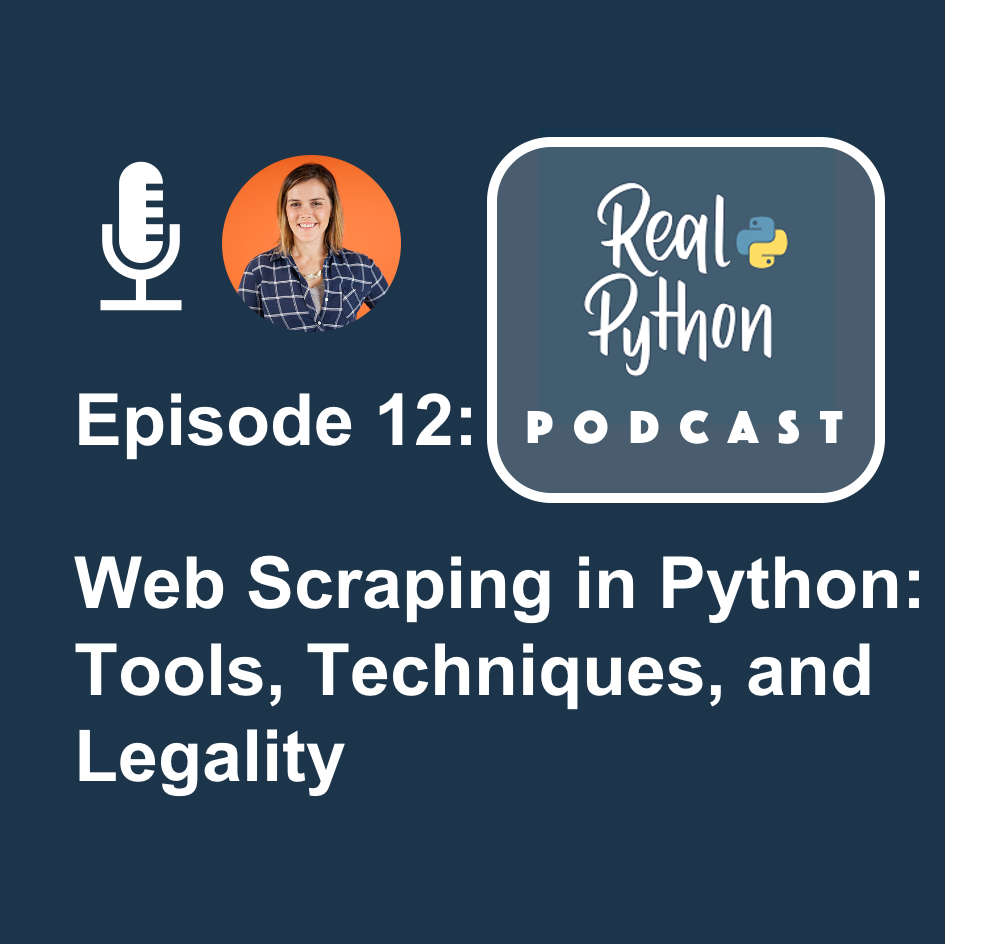 Real
Python
PODCAST
Episode 12:
Web Scraping in Python:
Tools, Techniques, and
Legality